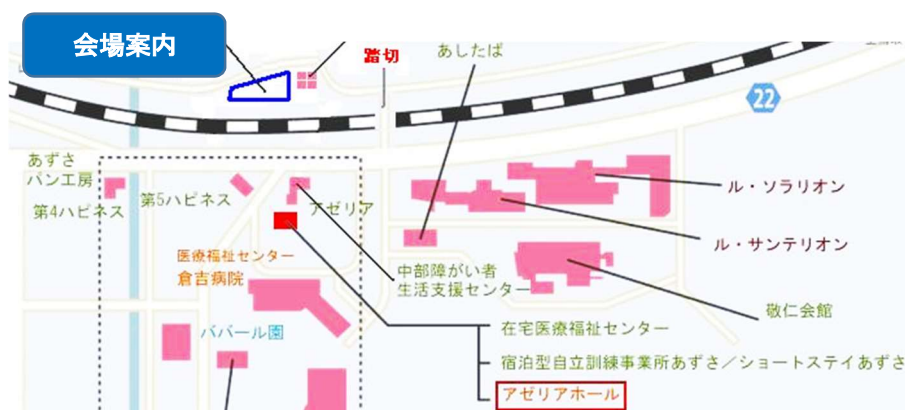 会場案内
踏切
あしたば
22
あずさ
パン工房
第4ハピネス
第5ハピネス
アゼリア
ル・ソラリオン
ル・サンテリオン
医療福祉センター
倉吉病院
中部障がい者
生活支援センター
敬仁会館
ババール園
在宅医療福祉センター
宿泊型自立訓練事業所あずさ／ショートステイあずさ
アゼリアホール